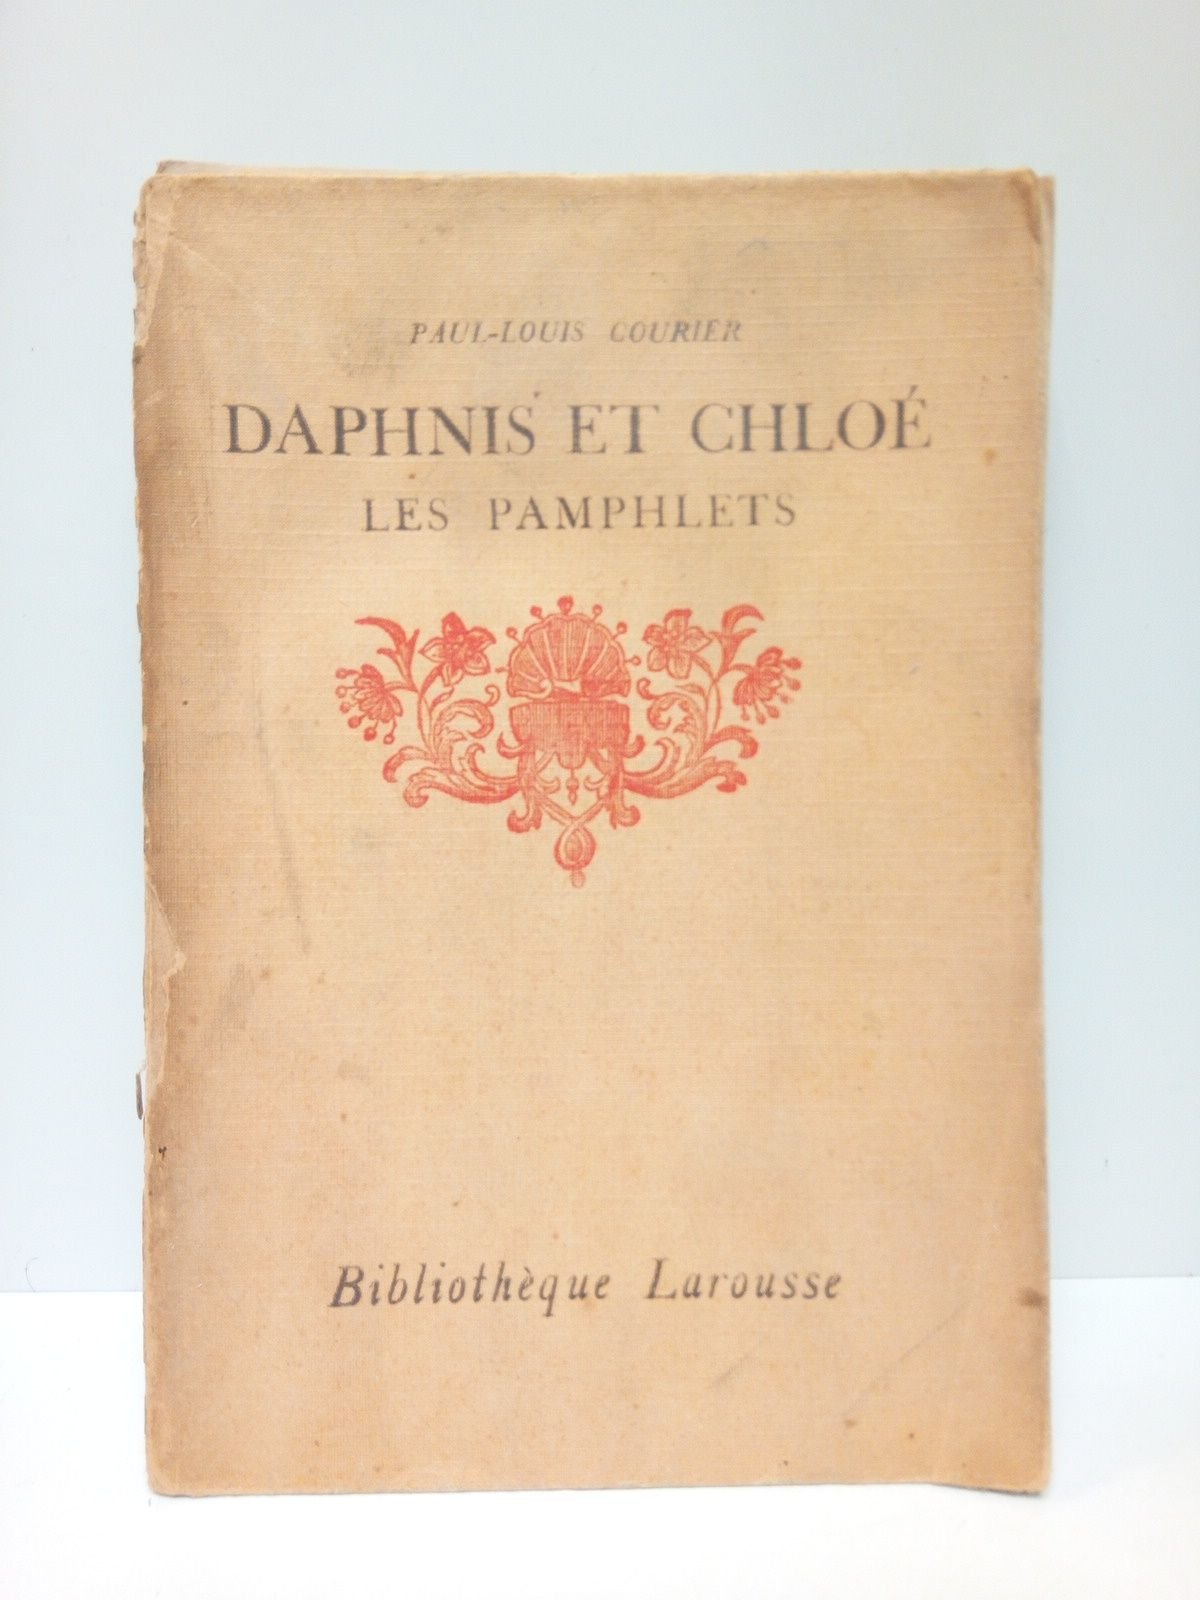 PAUL-LOUIS COURIER
DAPHNIS ET CHLOÉ
LES PAMPHLETS
Bibliothèque Larousse